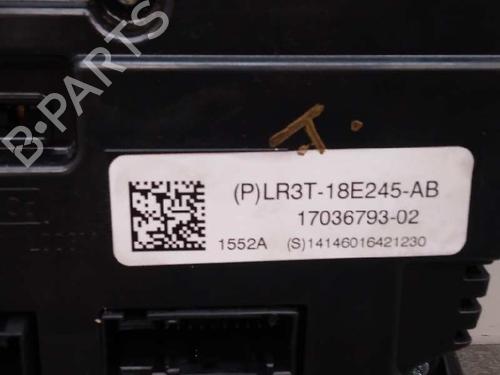 B-PARTS
T.
(P)LR3T-18E245-AB
17036793-02
1552A (S)14146016421230